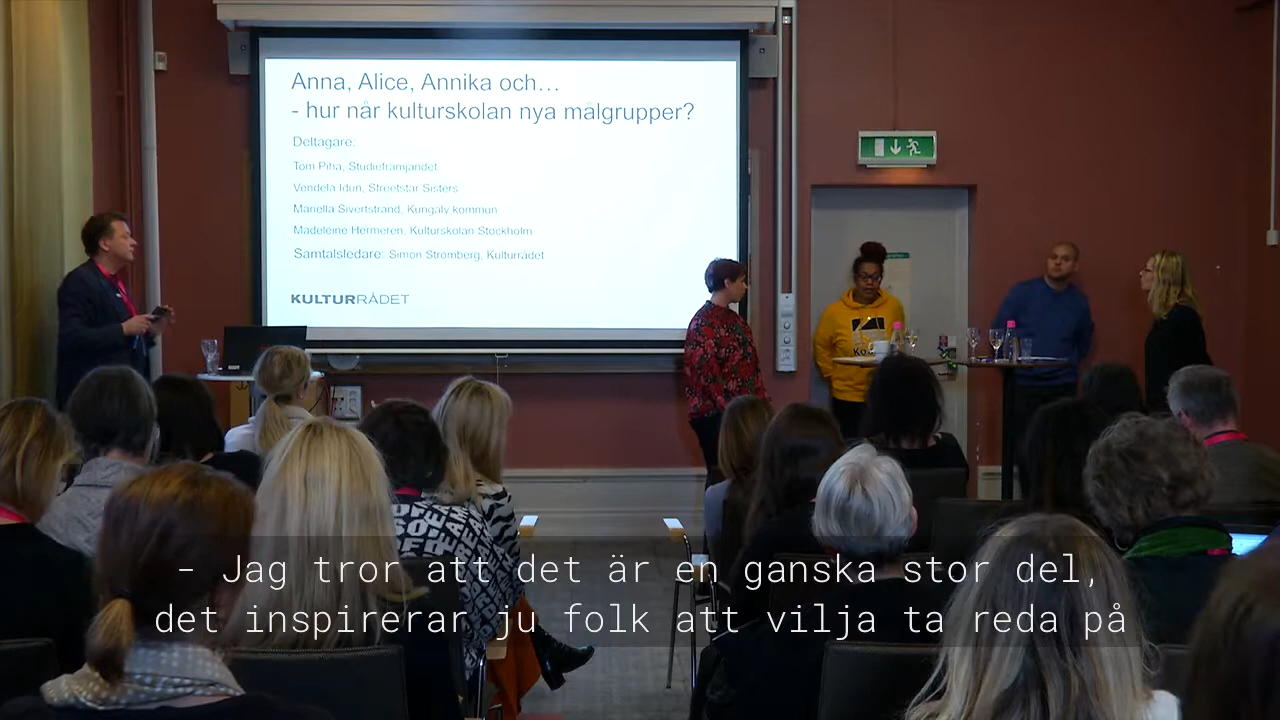 Anna, Alice, Annika och...
- hur når kulturskolan nya målgrupper?
Deltagare:
Tom Piha, Studiefrämjandet
Vendela Idun, Streetstar Sisters
Mariella Sivertstrand, Kungälv kommun
Madeleine Hermerén, Kulturskolan Stockholm
Samtalsledare: Simon Strömberg, Kulturrådet
KULTURRÅDET
- Jag tror att det är en ganska stor del,
det inspirerar ju folk att vilja ta reda på